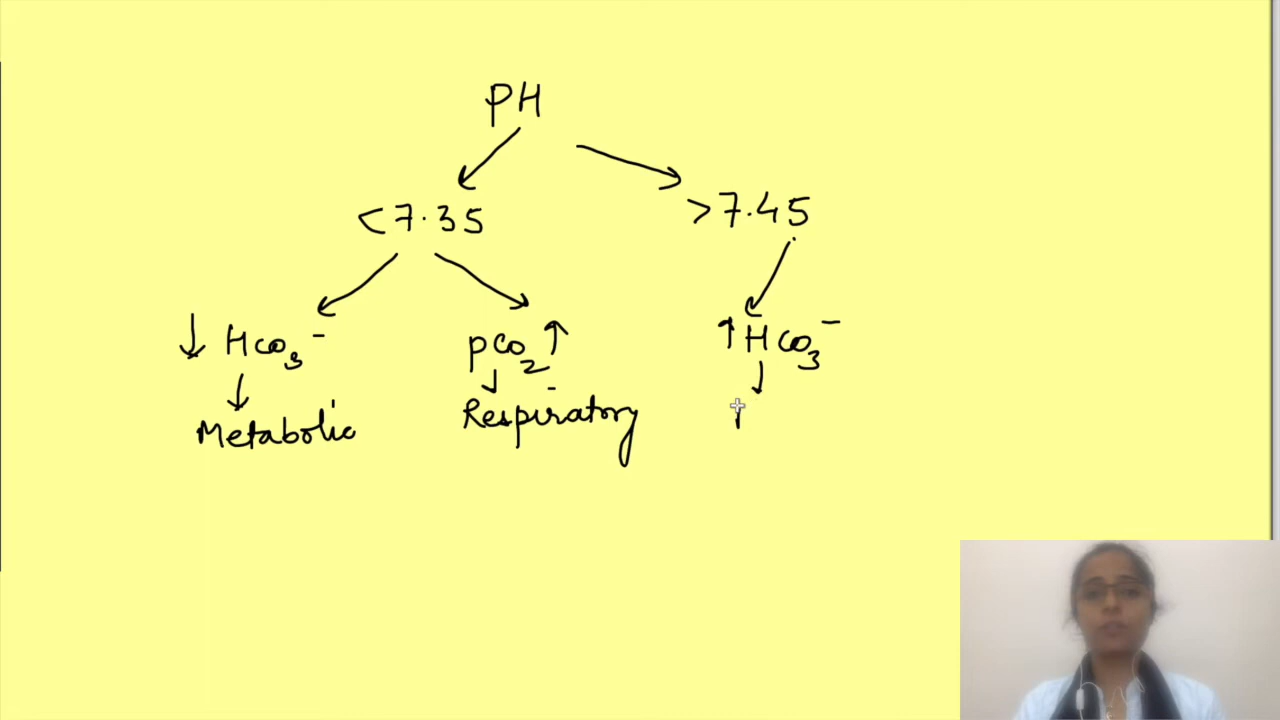 PH
<7.35
>7.45
↓ HCO₃⁻
pCO₂ ↑
↑ HCO₃⁻
Metabolic
Respiratory